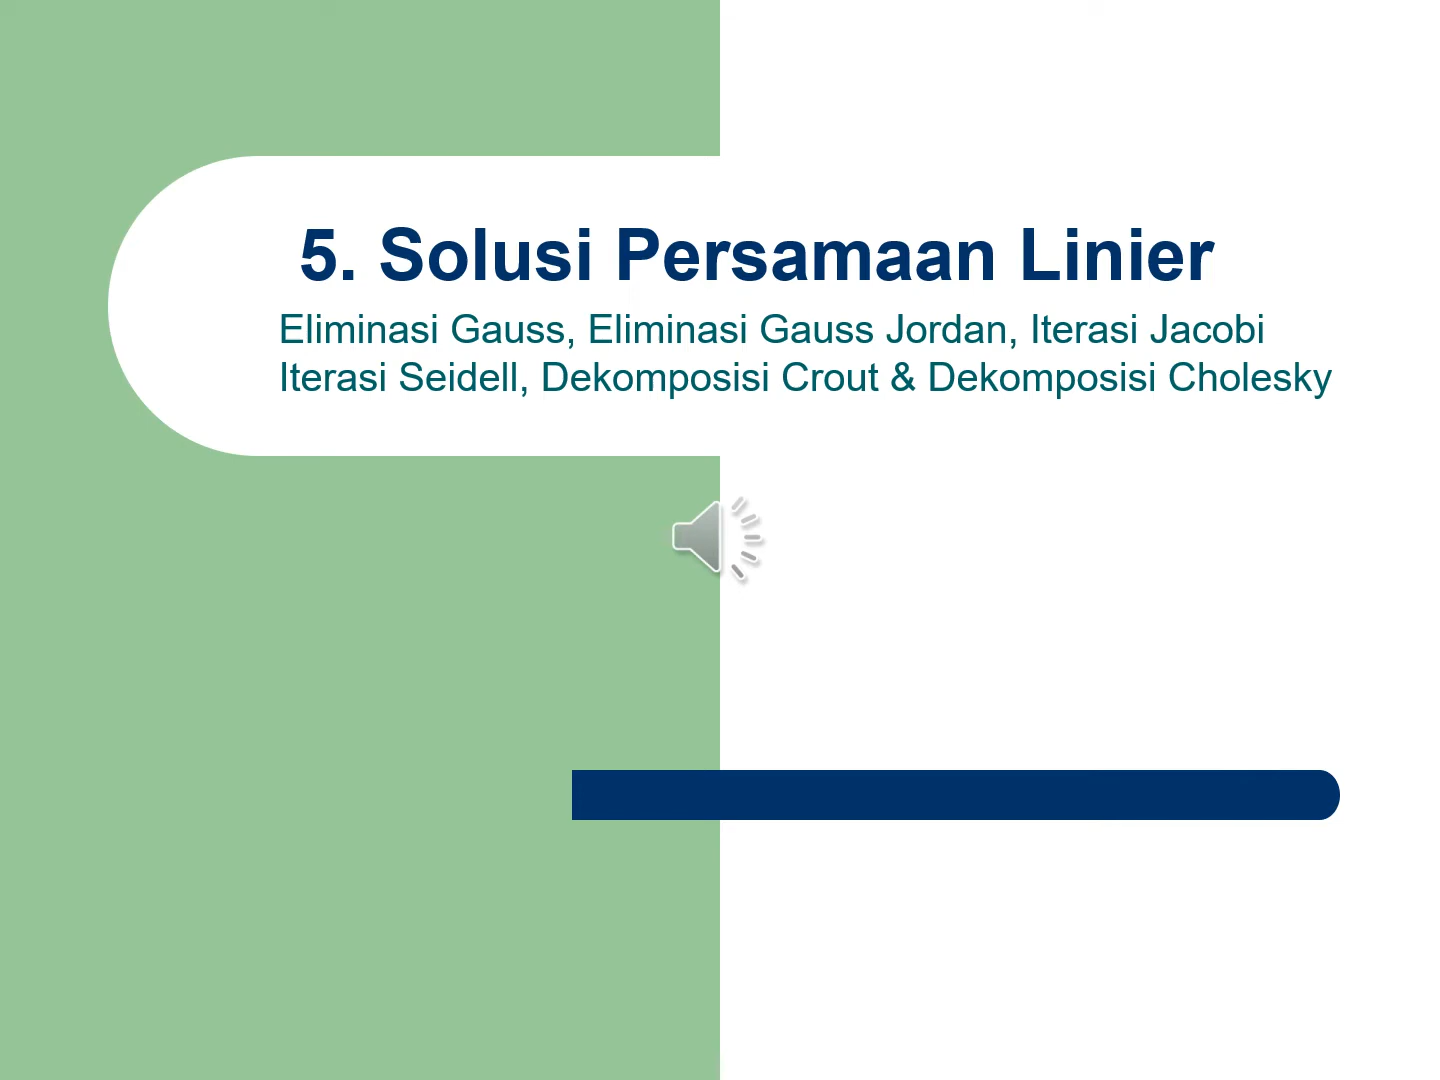 5. Solusi Persamaan Linier
Eliminasi Gauss, Eliminasi Gauss Jordan, Iterasi Jacobi
Iterasi Seidell, Dekomposisi Crout & Dekomposisi Cholesky